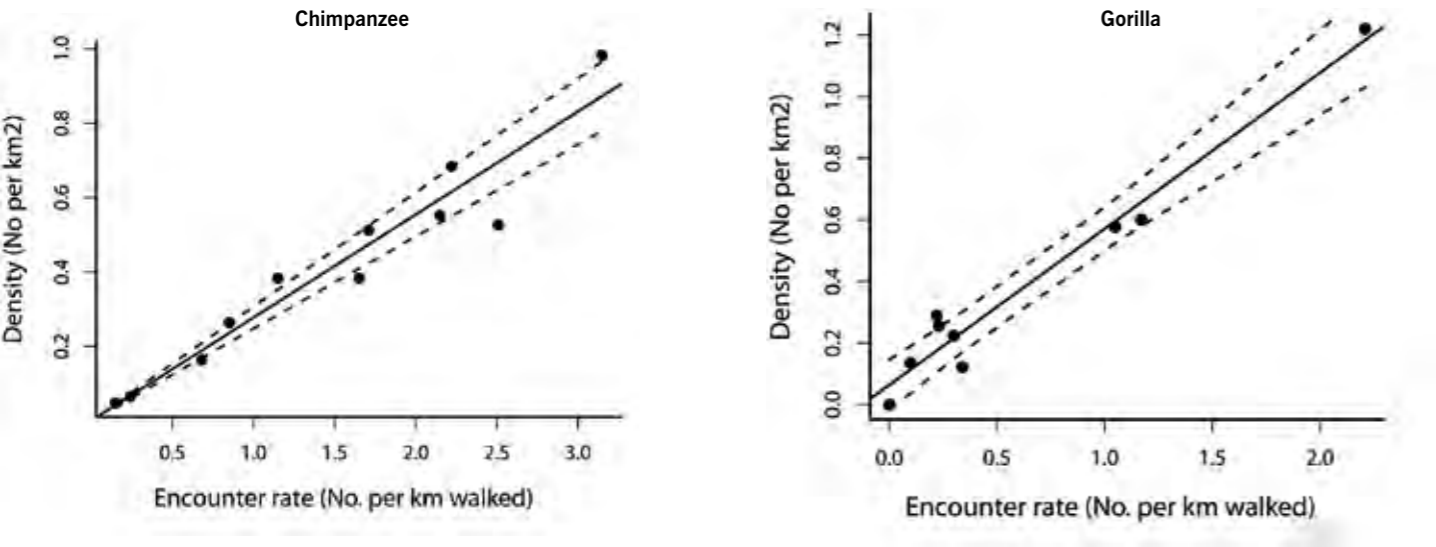 Chimpanzee
Density (No per km2)
1.0
0.8
0.6
0.4
0.2
0.5 1.0 1.5 2.0 2.5 3.0
Encounter rate (No. per km walked)
Gorilla
Density (No per km2)
1.2
1.0
0.8
0.6
0.4
0.2
0.0
0.0 0.5 1.0 1.5 2.0
Encounter rate (No. per km walked)